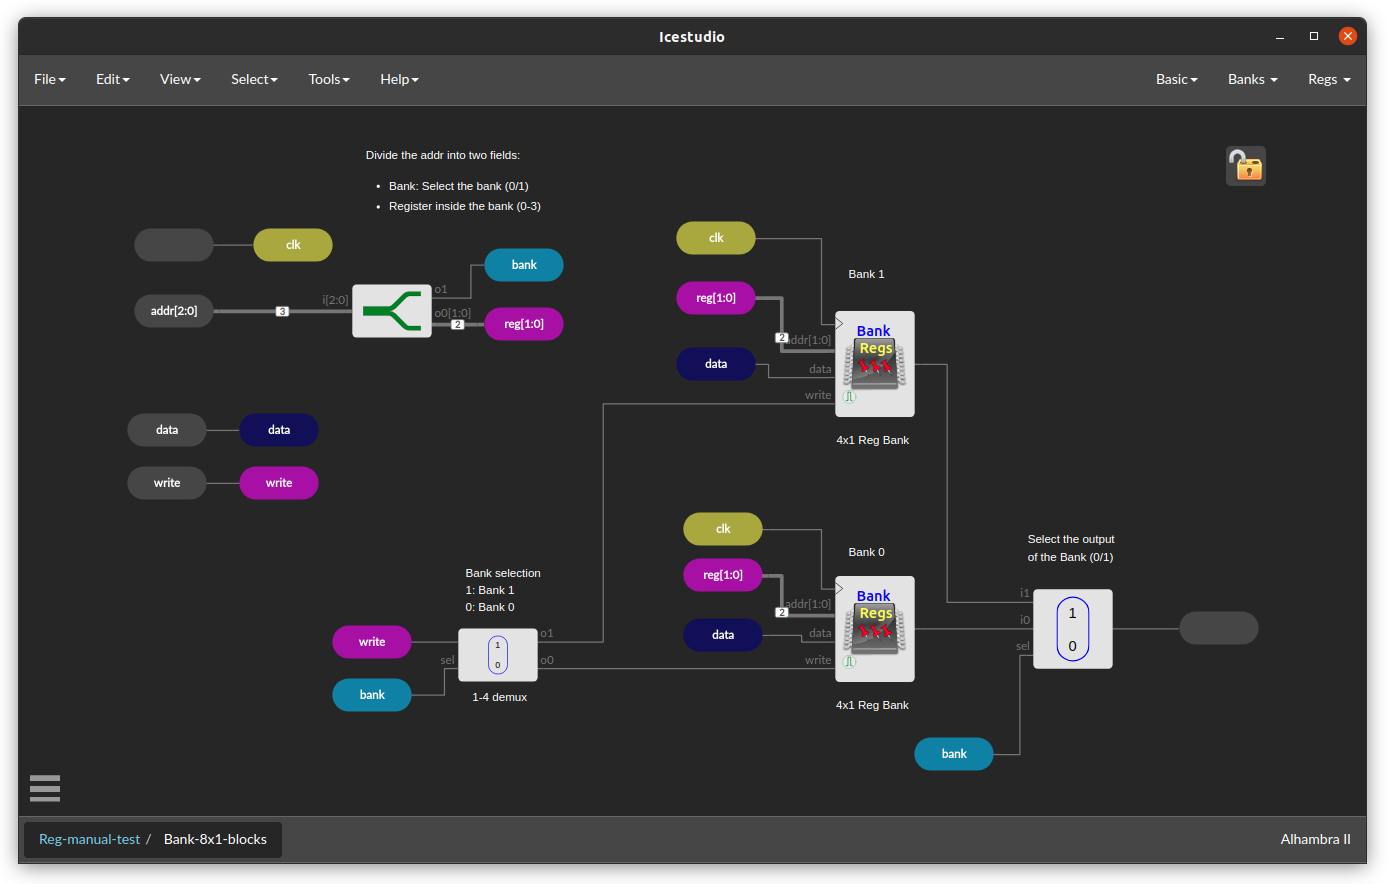 Icestudio
File Edit View Select Tools Help Basic Banks Regs
Divide the addr into two fields:
• Bank: Select the bank (0/1)
• Register inside the bank (0-3)
clk
addr[2:0]
3
i[2:0]
o1
o0[1:0]
2
bank
reg[1:0]
data
data
write
write
clk
reg[1:0]
2
data
Bank 1
addr[1:0]
data
write
Bank
Regs
4x1 Reg Bank
clk
reg[1:0]
2
data
Bank 0
addr[1:0]
data
write
Bank
Regs
4x1 Reg Bank
Bank selection
1: Bank 1
0: Bank 0
write
bank
sel
1
0
o1
o0
1-4 demux
Select the output
of the Bank (0/1)
i1
i0
sel
1
0
bank
Reg-manual-test / Bank-8x1-blocks
Alhambra II